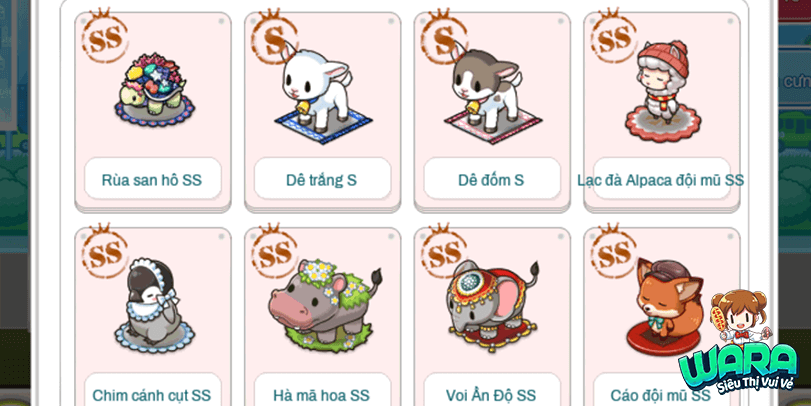 SS
S
S
SS
Rùa san hô SS
Dê trắng S
Dê đốm S
Lạc đà Alpaca đội mũ SS
SS
SS
SS
SS
Chim cánh cụt SS
Hà mã hoa SS
Voi Ấn Độ SS
Cáo đội mũ SS
cưn
WARA
Siêu Thị Vui Vẻ